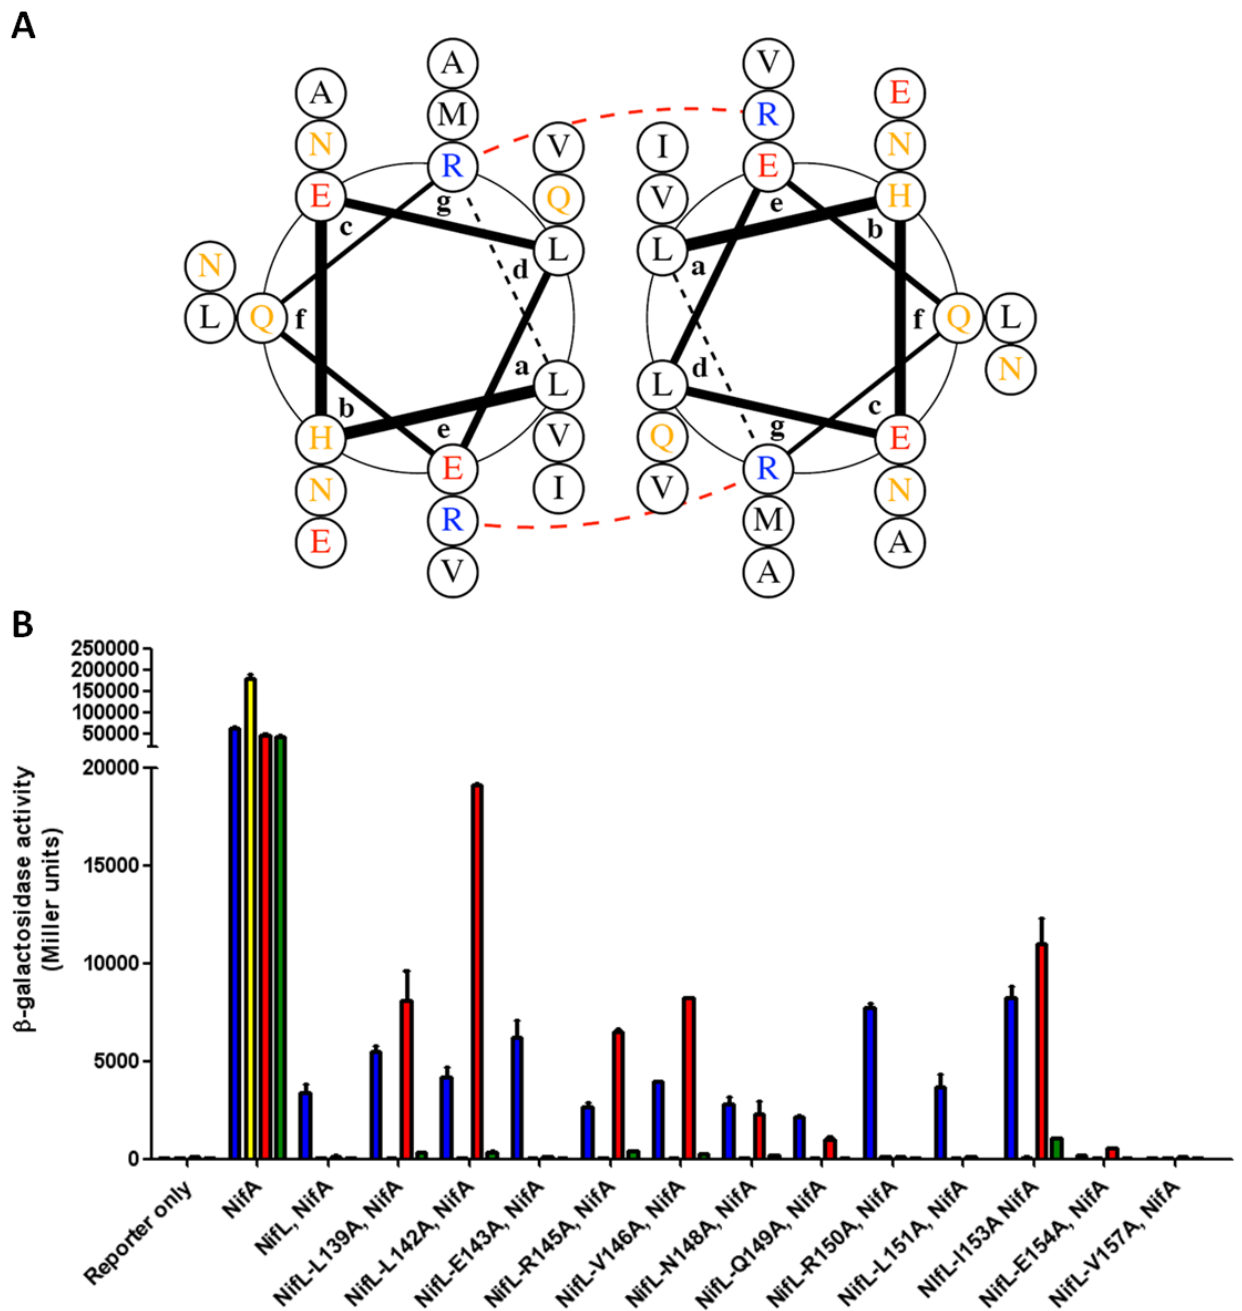 A
A V
A E
M R
N V I N
R E
E Q V H
g e
c b
L L
N d a
L Q f f Q L
a d N
L L
b c
e g
H V Q E
E R
N I V N
R M
E A
V A
B
β-galactosidase activity
(Miller units)
250000
200000
150000
100000
50000
20000
15000
10000
5000
0
Reporter only
NifA
NifL, NifA
NifL-L139A, NifA
NifL-L142A, NifA
NifL-E143A, NifA
NifL-R145A, NifA
NifL-V146A, NifA
NifL-N148A, NifA
NifL-Q149A, NifA
NifL-R150A, NifA
NifL-L151A, NifA
NIfL-I153A NifA
NifL-E154A, NifA
NifL-V157A, NifA